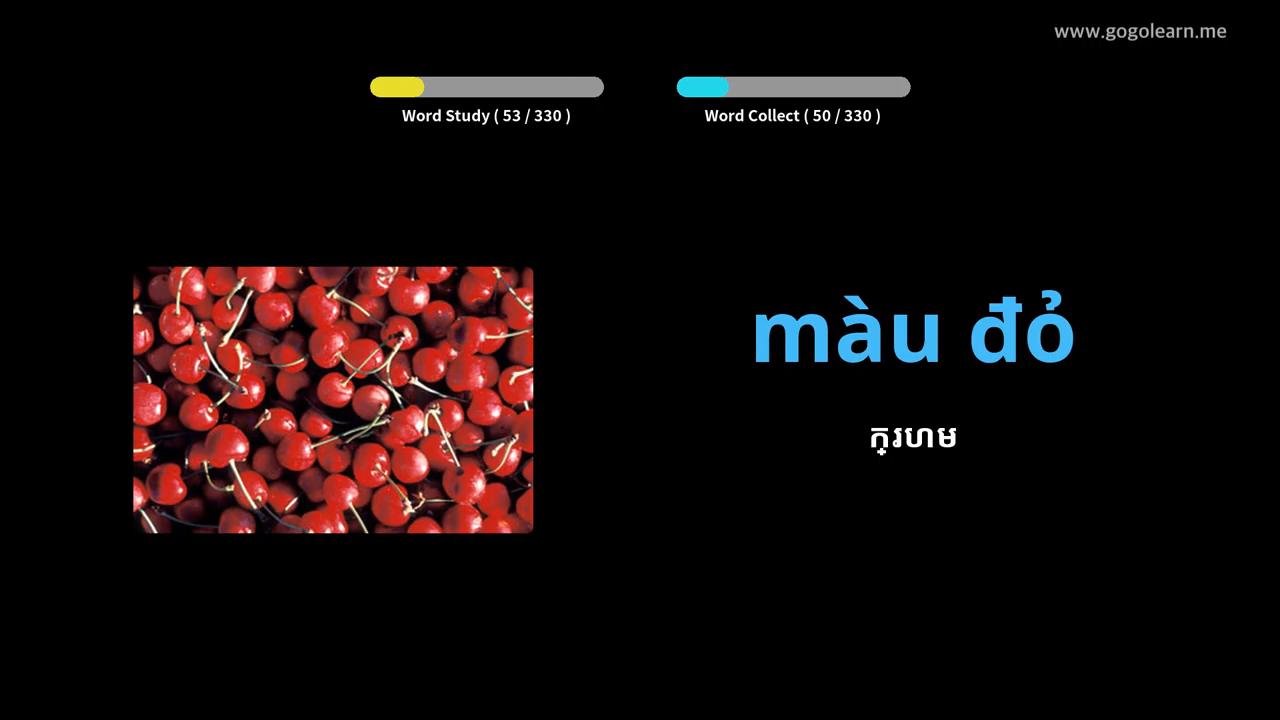 www.gogolearn.me
Word Study ( 53 / 330 )
Word Collect ( 50 / 330 )
màu đỏ
ក្រហម